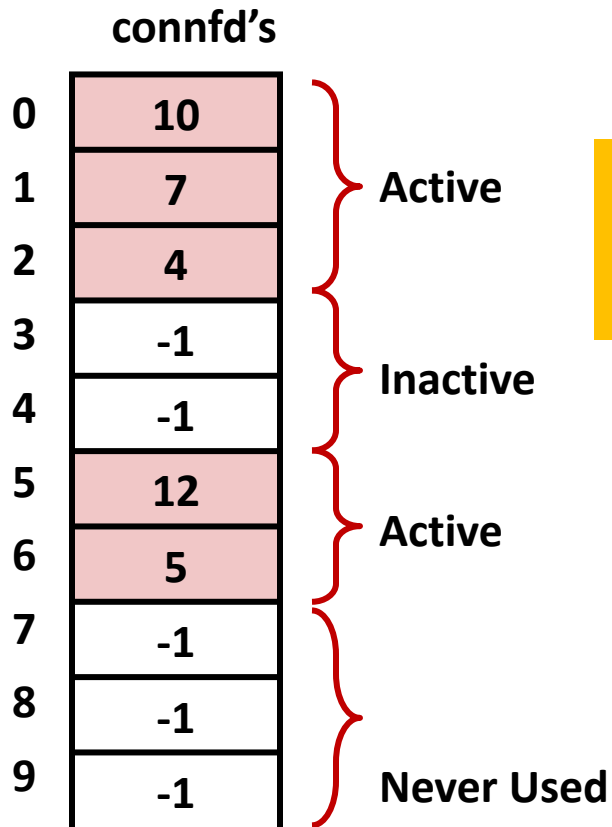 connfd’s
0 10
1 7
Active
2 4
3 -1
Inactive
4 -1
5 12
Active
6 5
7 -1
8 -1
9 -1
Never Used